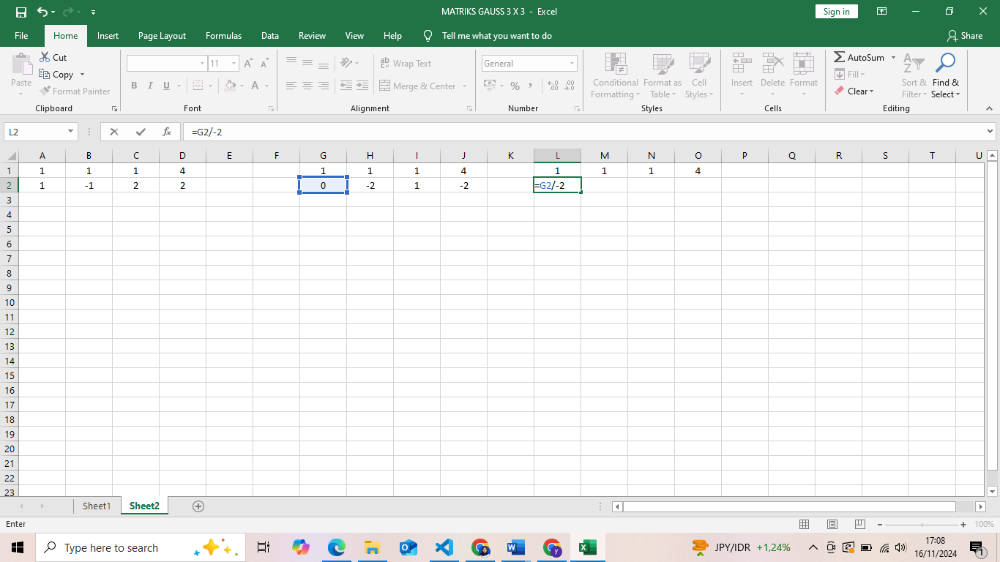 MATRIKS GAUSS 3 X 3 - Excel
Sign in
File Home Insert Page Layout Formulas Data Review View Help Tell me what you want to do Share
Paste
Cut
Copy
Format Painter
Clipboard
11
B I U A
Font
Wrap Text
Merge & Center
Alignment
General
% ,
Number
Conditional Formatting
Format as Table
Cell Styles
Styles
Insert
Delete
Format
Cells
AutoSum
Fill
Clear
Sort & Filter
Find & Select
Editing
L2 fx =G2/-2
A B C D E F G H I J K L M N O P Q R S T U
1 1 1 1 4 1 1 1 4 1 1 1 4
2 1 -1 2 2 0 -2 1 -2 =G2/-2
3
4
5
6
7
8
9
10
11
12
13
14
15
16
17
18
19
20
21
22
23
Sheet1 Sheet2
Enter
100%
Type here to search
JPY/IDR +1,24%
17:08
16/11/2024
1